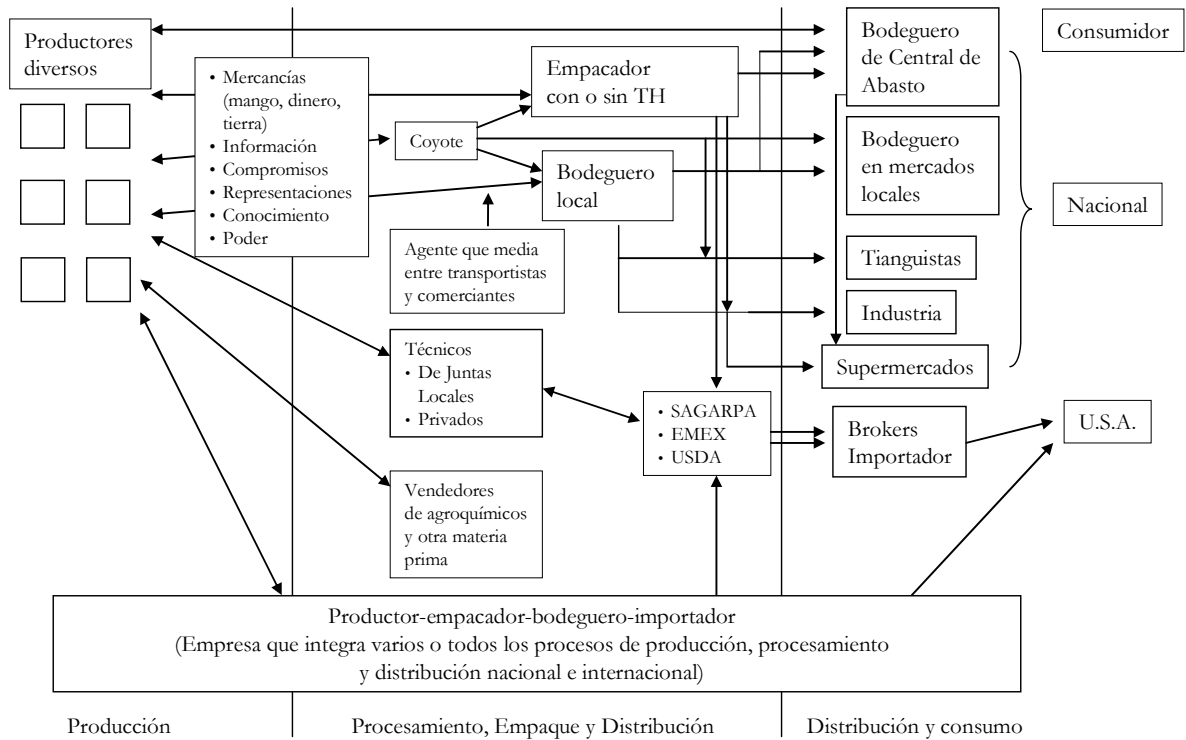 Productores
diversos
• Mercancías
(mango, dinero,
tierra)
• Información
• Compromisos
• Representaciones
• Conocimiento
• Poder
Empacador
con o sin TH
Coyote
Bodeguero
local
Agente que media
entre transportistas
y comerciantes
Técnicos
• De Juntas
Locales
• Privados
Vendedores
de agroquímicos
y otra materia
prima
• SAGARPA
• EMEX
• USDA
Bodeguero
de Central de
Abasto
Bodeguero
en mercados
locales
Tianguistas
Industria
Supermercados
Brokers
Importador
Consumidor
Nacional
U.S.A.
Productor-empacador-bodeguero-importador
(Empresa que integra varios o todos los procesos de producción, procesamiento
y distribución nacional e internacional)
Producción
Procesamiento, Empaque y Distribución
Distribución y consumo